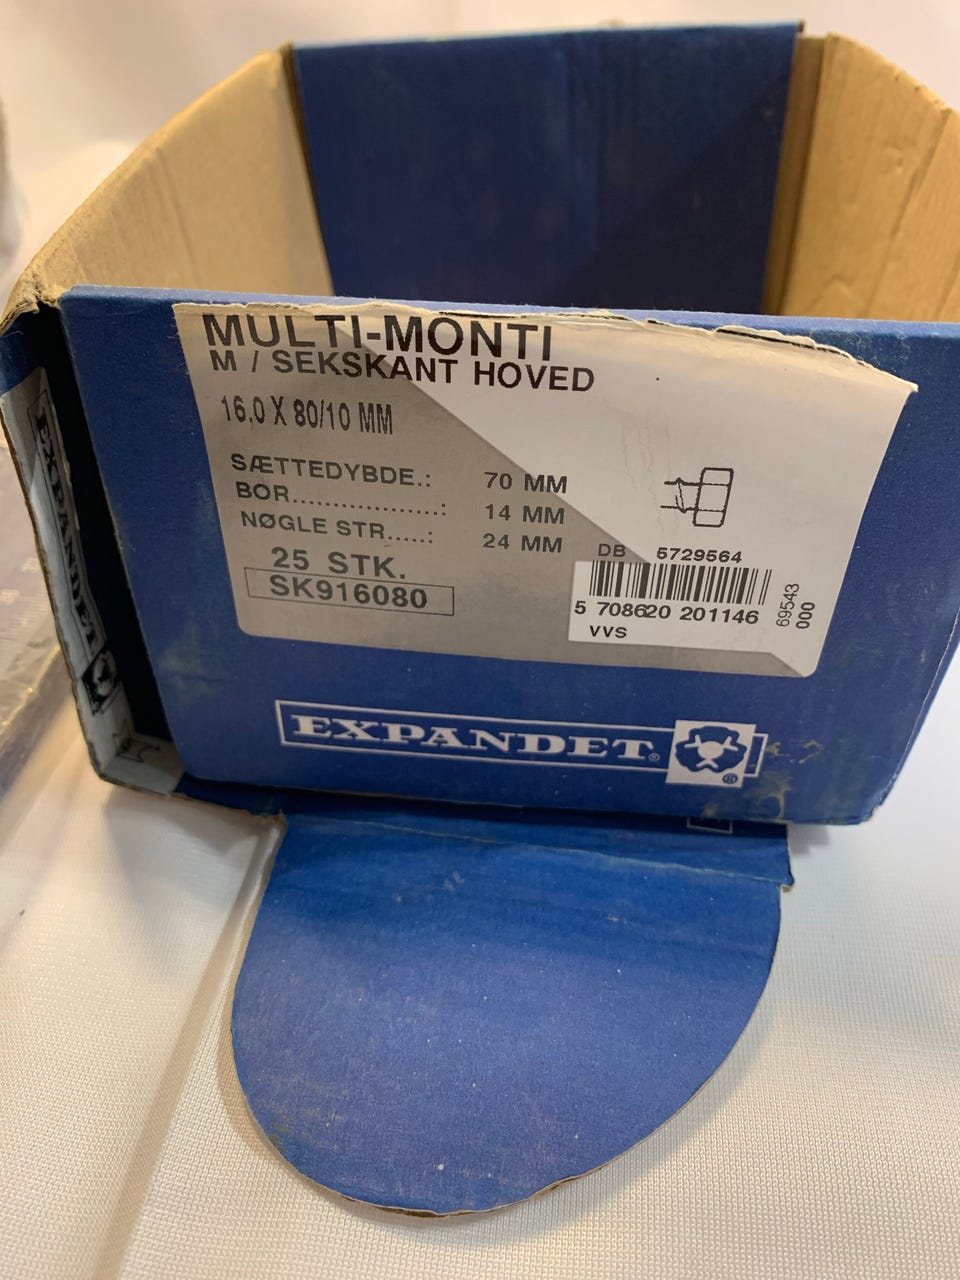 MULTI-MONTI
M / SEKSKANT HOVED
16,0 X 80/10 MM
SÆTTEDYBDE.: 70 MM
BOR..................: 14 MM
NØGLE STR.....: 24 MM
25 STK.
SK916080
DB 5729564
5 708620 201146
VVS
69543
000
EXPANDET®
®
EXPANDET